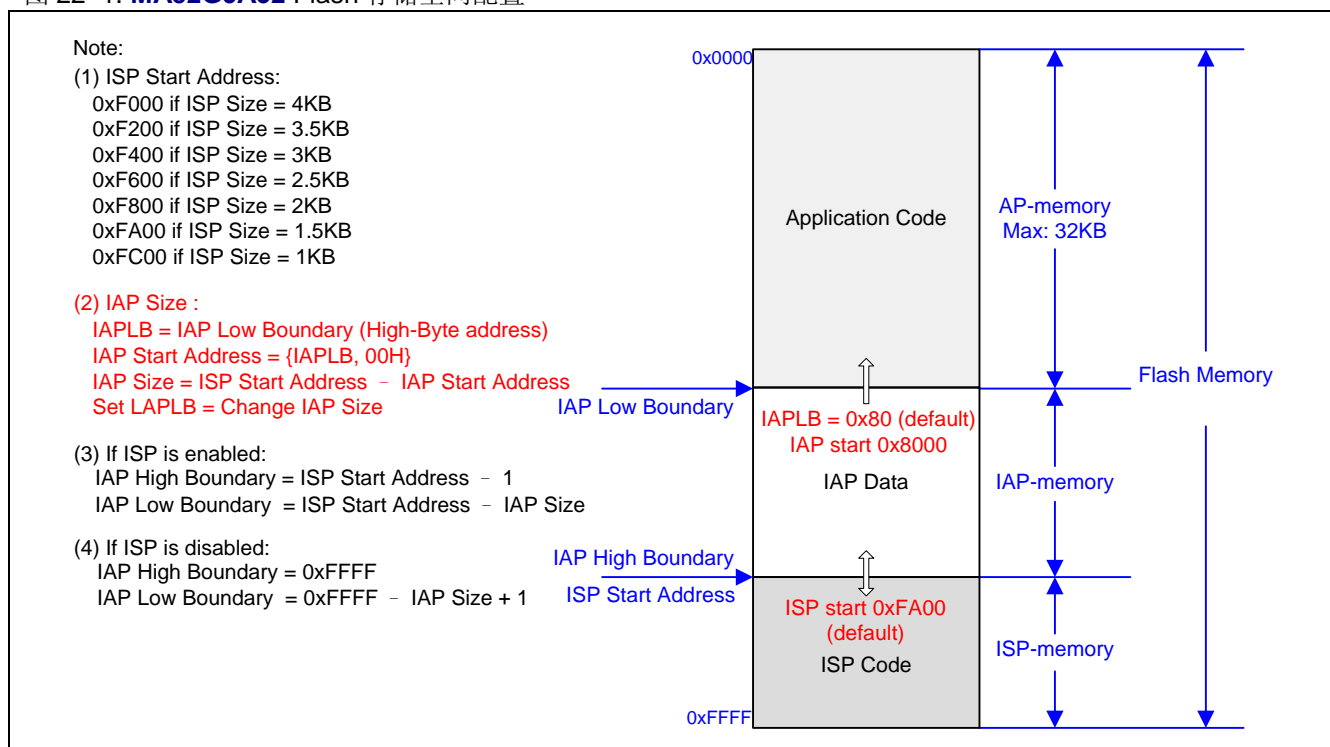 Note:
(1) ISP Start Address:
0xF000 if ISP Size = 4KB
0xF200 if ISP Size = 3.5KB
0xF400 if ISP Size = 3KB
0xF600 if ISP Size = 2.5KB
0xF800 if ISP Size = 2KB
0xFA00 if ISP Size = 1.5KB
0xFC00 if ISP Size = 1KB
(2) IAP Size :
IAPLB = IAP Low Boundary (High-Byte address)
IAP Start Address = {IAPLB, 00H}
IAP Size = ISP Start Address – IAP Start Address
Set LAPLB = Change IAP Size
(3) If ISP is enabled:
IAP High Boundary = ISP Start Address – 1
IAP Low Boundary = ISP Start Address – IAP Size
(4) If ISP is disabled:
IAP High Boundary = 0xFFFF
IAP Low Boundary = 0xFFFF – IAP Size + 1
0x0000
Application Code
AP-memory
Max: 32KB
Flash Memory
IAP Low Boundary
IAPLB = 0x80 (default)
IAP start 0x8000
IAP Data
IAP-memory
IAP High Boundary
ISP Start Address
ISP start 0xFA00
(default)
ISP Code
ISP-memory
0xFFFF